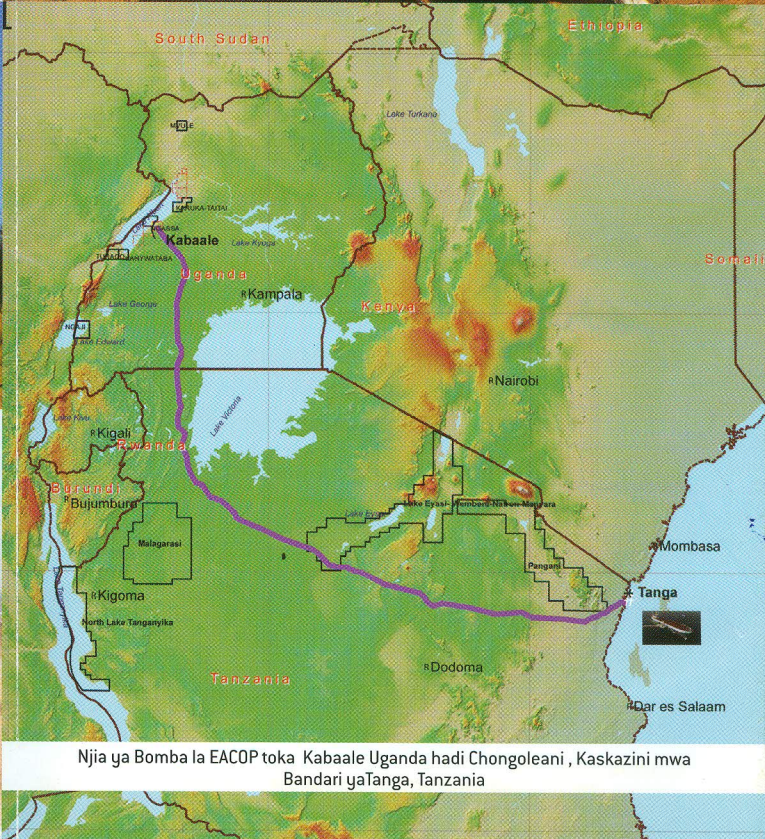 South Sudan
Ethiopia
Lake Turkana
Kabaale
Lake Kyoga
Uganda
Somali
Lake George
Kampala
Kenya
NGAJI
Lake Edward
Nairobi
Lake Victoria
Lake Kivu
Kigali
Rwanda
Burundi
Bujumbura
Malagarasi
Mombasa
Pangani
Kigoma
Tanga
North Lake Tanganyika
Dodoma
Tanzania
Dar es Salaam
Njia ya Bomba la EACOP toka Kabaale Uganda hadi Chongoleani , Kaskazini mwa
Bandari yaTanga, Tanzania